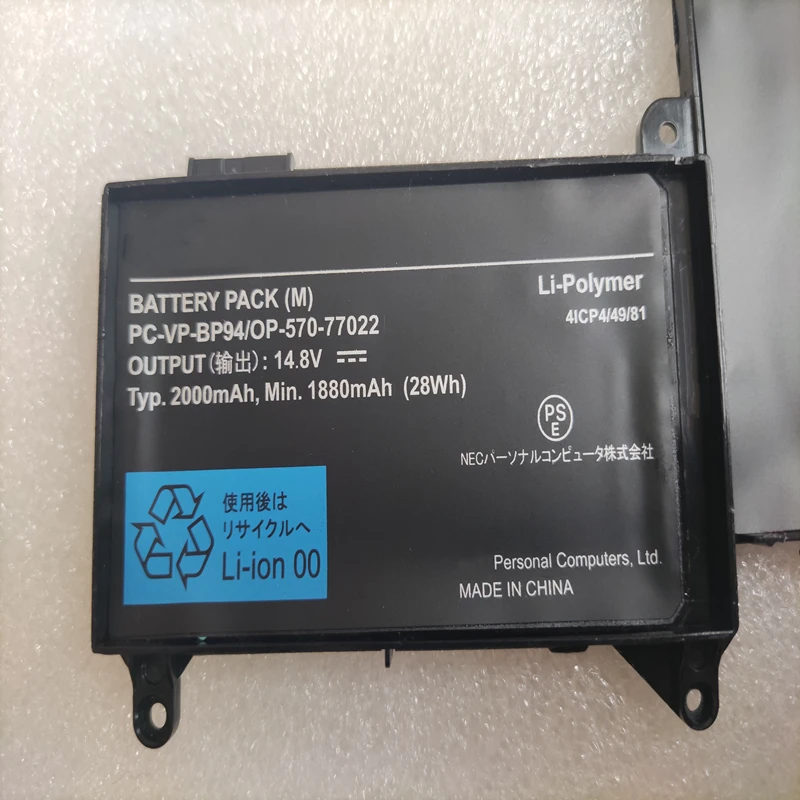 BATTERY PACK (M)
Li-Polymer
PC-VP-BP94/OP-570-77022
4ICP4/49/81
OUTPUT(输出): 14.8V
Typ. 2000mAh, Min. 1880mAh (28Wh)
PS
E
NECパーソナルコンピュータ株式会社
使用後は
リサイクルへ
Li-ion 00
Personal Computers, Ltd.
MADE IN CHINA